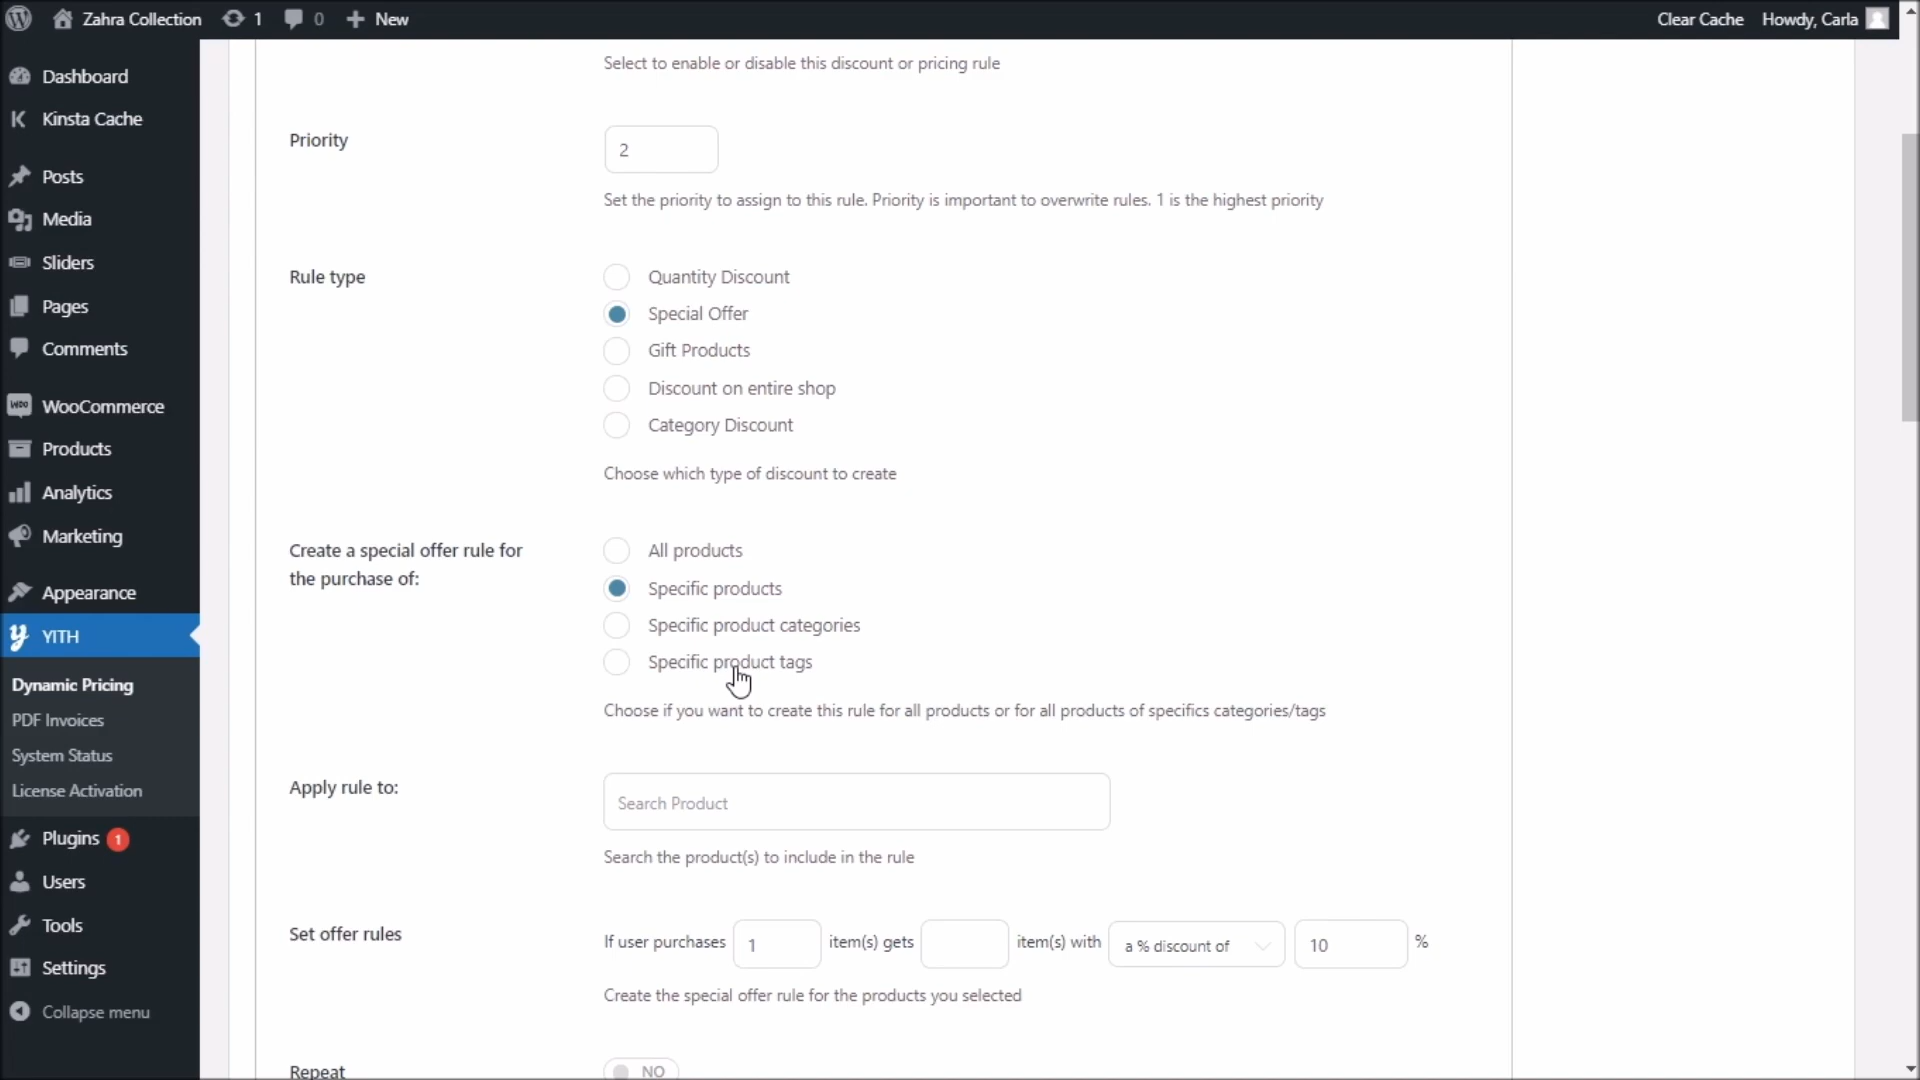 Zahra Collection 1 0 New Clear Cache Howdy, Carla
Dashboard
Kinsta Cache
Posts
Media
Sliders
Pages
Comments
WooCommerce
Products
Analytics
Marketing
Appearance
YITH
Dynamic Pricing
PDF Invoices
System Status
License Activation
Plugins 1
Users
Tools
Settings
Collapse menu
Select to enable or disable this discount or pricing rule
Priority
2
Set the priority to assign to this rule. Priority is important to overwrite rules. 1 is the highest priority
Rule type
Quantity Discount
Special Offer
Gift Products
Discount on entire shop
Category Discount
Choose which type of discount to create
Create a special offer rule for
the purchase of:
All products
Specific products
Specific product categories
Specific product tags
Choose if you want to create this rule for all products or for all products of specifics categories/tags
Apply rule to:
Search Product
Search the product(s) to include in the rule
Set offer rules
If user purchases 1 item(s) gets item(s) with a % discount of 10 %
Create the special offer rule for the products you selected
Repeat
NO